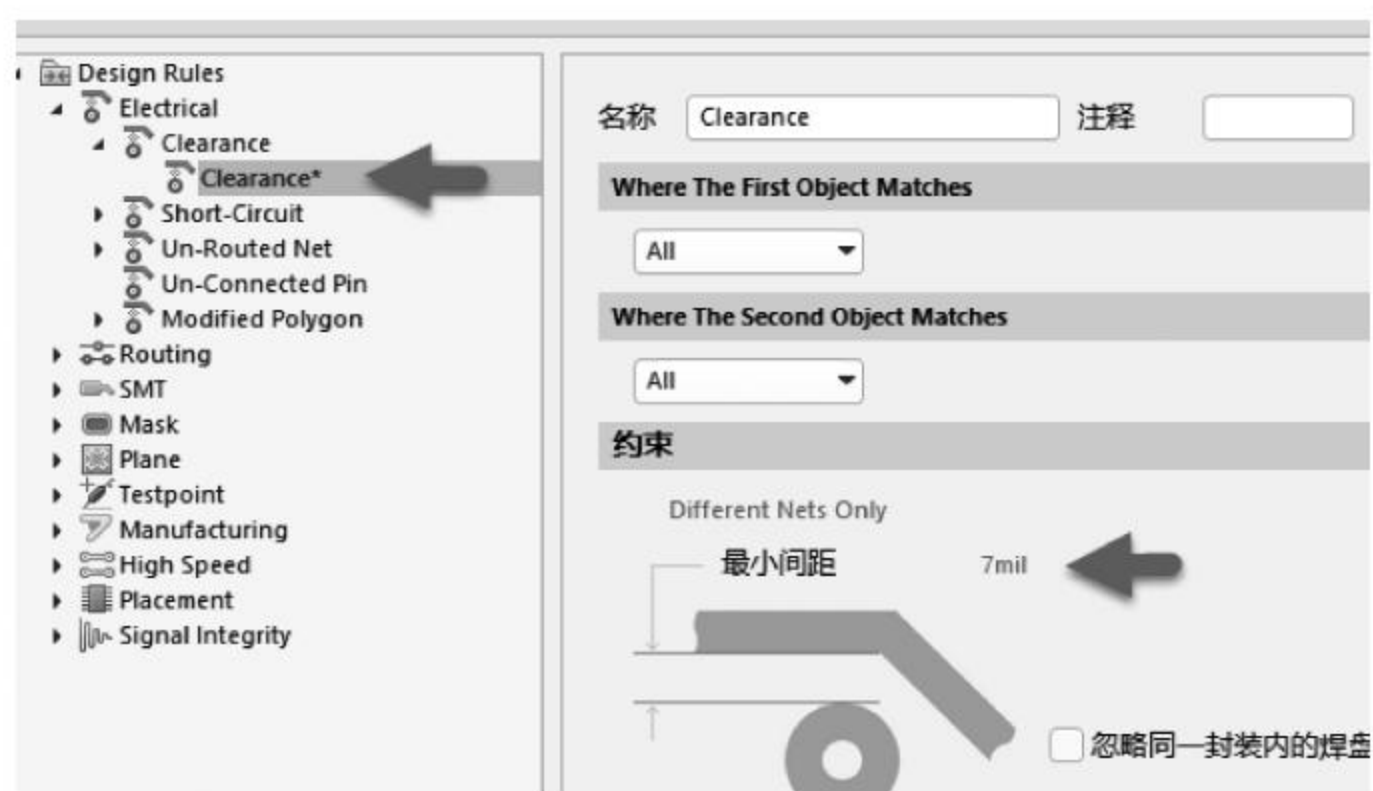 Design Rules
Electrical
Clearance
Clearance*
Short-Circuit
Un-Routed Net
Un-Connected Pin
Modified Polygon
Routing
SMT
Mask
Plane
Testpoint
Manufacturing
High Speed
Placement
Signal Integrity
名称 Clearance 注释
Where The First Object Matches
All
Where The Second Object Matches
All
约束
Different Nets Only
最小间距 7mil
忽略同一封装内的焊盘